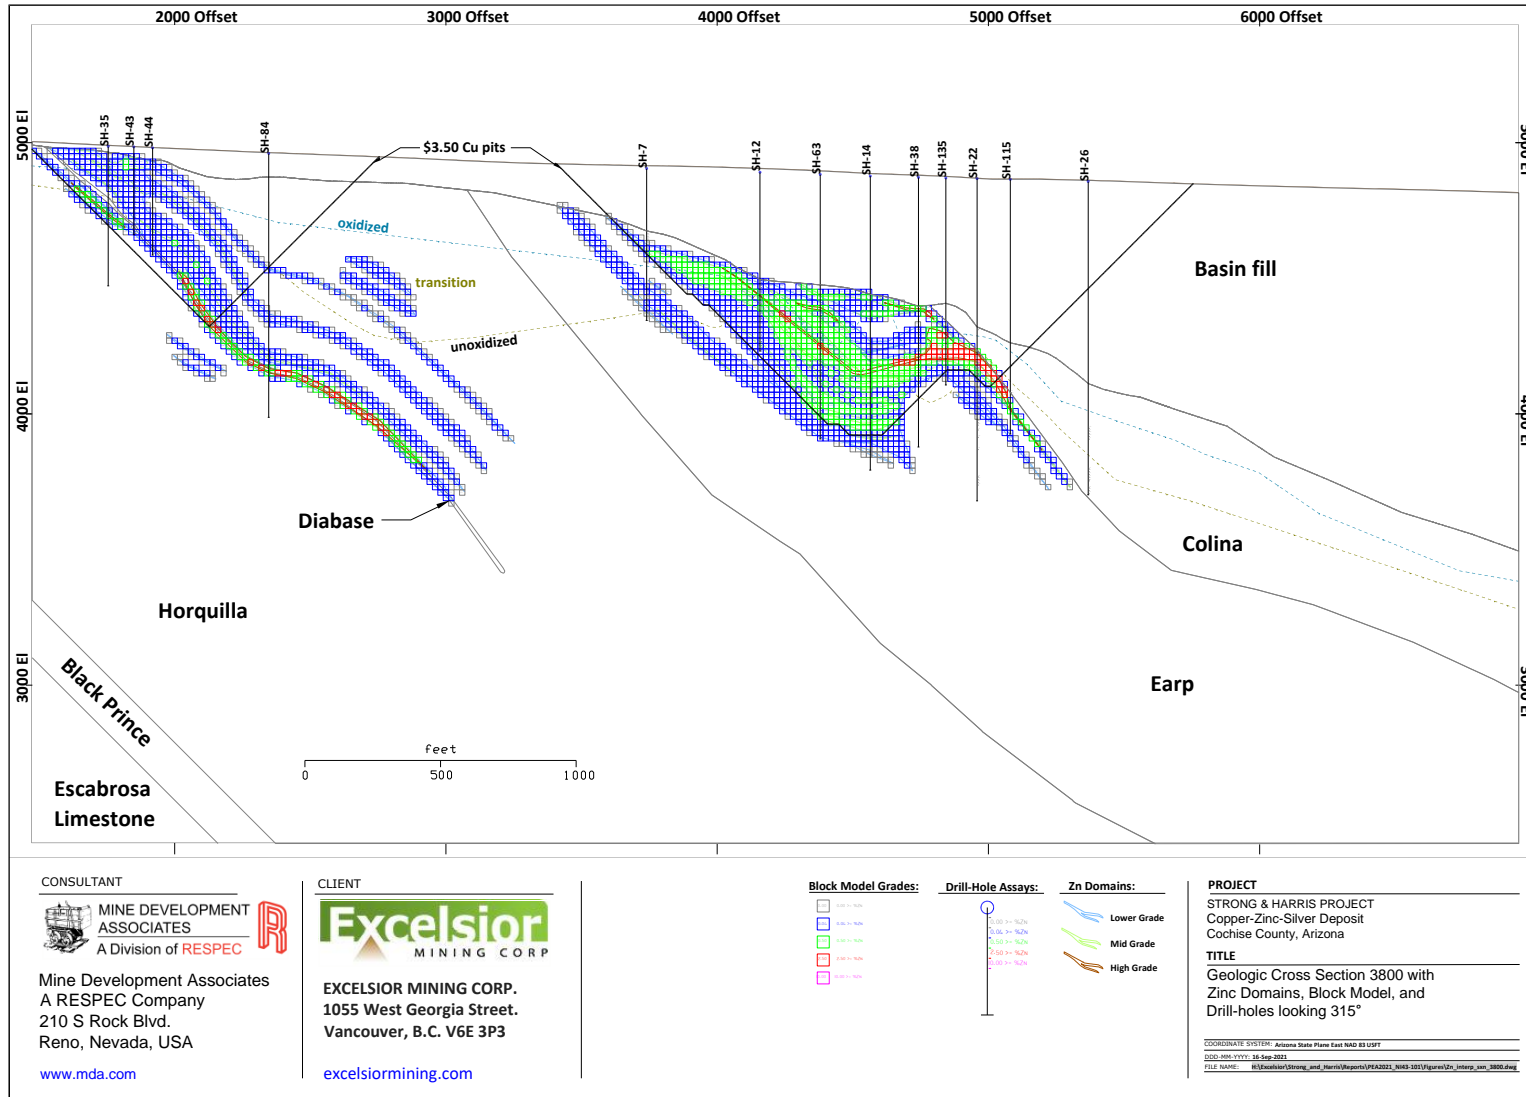 2000 Offset
3000 Offset
4000 Offset
5000 Offset
6000 Offset
5000 El
4000 El
3000 El
SH-35
SH-43
SH-44
SH-84
$3.50 Cu pits
SH-7
SH-12
SH-63
SH-14
SH-38
SH-135
SH-22
SH-115
SH-26
oxidized
transition
unoxidized
Basin fill
Diabase
Colina
Horquilla
Earp
Black Prince
Escabrosa
Limestone
feet
0
500
1000
CONSULTANT
MINE DEVELOPMENT
ASSOCIATES
A Division of RESPEC
Mine Development Associates
A RESPEC Company
210 S Rock Blvd.
Reno, Nevada, USA
www.mda.com
CLIENT
Excelsior
MINING CORP
EXCELSIOR MINING CORP.
1055 West Georgia Street.
Vancouver, B.C. V6E 3P3
excelsiormining.com
Block Model Grades:
Drill-Hole Assays:
Zn Domains:
Lower Grade
Mid Grade
High Grade
PROJECT
STRONG & HARRIS PROJECT
Copper-Zinc-Silver Deposit
Cochise County, Arizona
TITLE
Geologic Cross Section 3800 with
Zinc Domains, Block Model, and
Drill-holes looking 315°
COORDINATE SYSTEM: Arizona State Plane East NAD 83 USFT
DDD-MM-YYYY: 16-Sep-2021
FILE NAME: H:\Excelsior\Strong_and_Harris\Reports\PEA2021_NI43-101\Figures\Zn_interp_sxn_3800.dwg